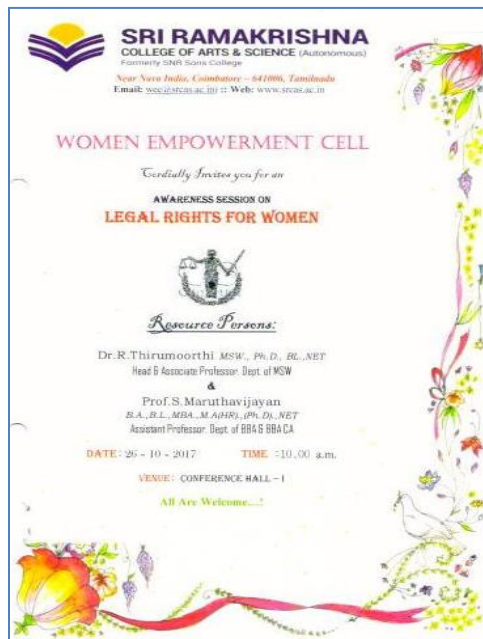 SRI RAMAKRISHNA
COLLEGE OF ARTS & SCIENCE (Autonomous)
Formerly SNR Sons College
Near Nava India, Coimbatore – 641006, Tamilnadu
Email: wec@srcas.ac.in :: Web: www.srcas.ac.in
WOMEN EMPOWERMENT CELL
Cordially Invites you for an
AWARENESS SESSION ON
LEGAL RIGHTS FOR WOMEN
Resource Persons:
Dr.R.Thirumoorthi MSW., Ph.D., BL.,NET
Head & Associate Professor, Dept. of MSW
&
Prof.S.Maruthavijayan
B.A.,B.L.,MBA.,M.A(HR).,(Ph.D).,NET
Assistant Professor, Dept. of BBA & BBA CA
DATE: 26 - 10 - 2017 TIME :10.00 a.m.
VENUE: CONFERENCE HALL – I
All Are Welcome...!